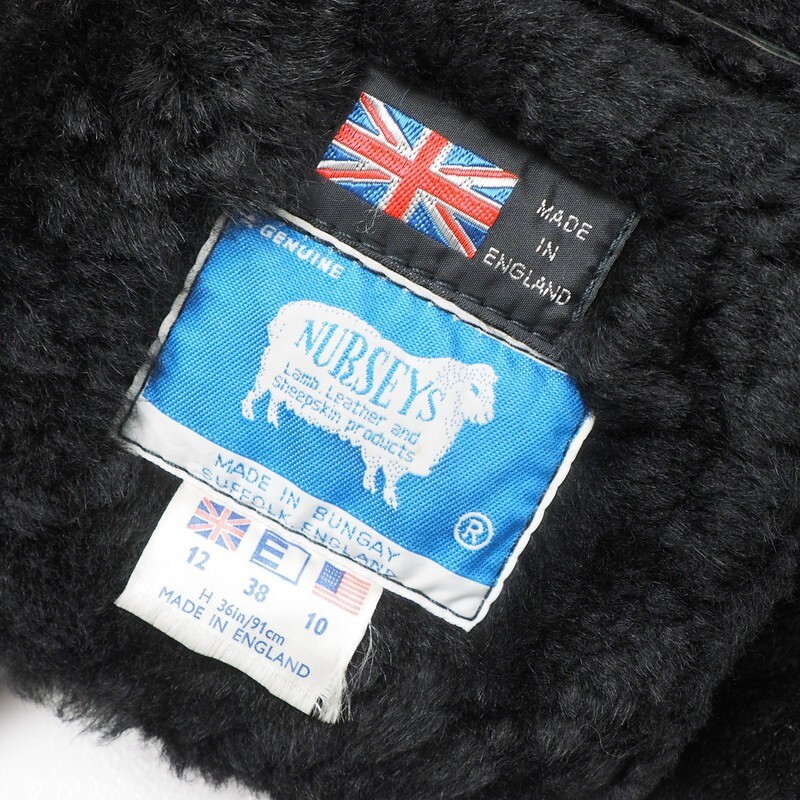 MADE
IN
ENGLAND
GENUINE
NURSEYS
Lamb Leather and
Sheepskin products
MADE IN BUNGAY
SUFFOLK ENGLAND
®
E
12 38 10
H 36in/91cm
MADE IN ENGLAND